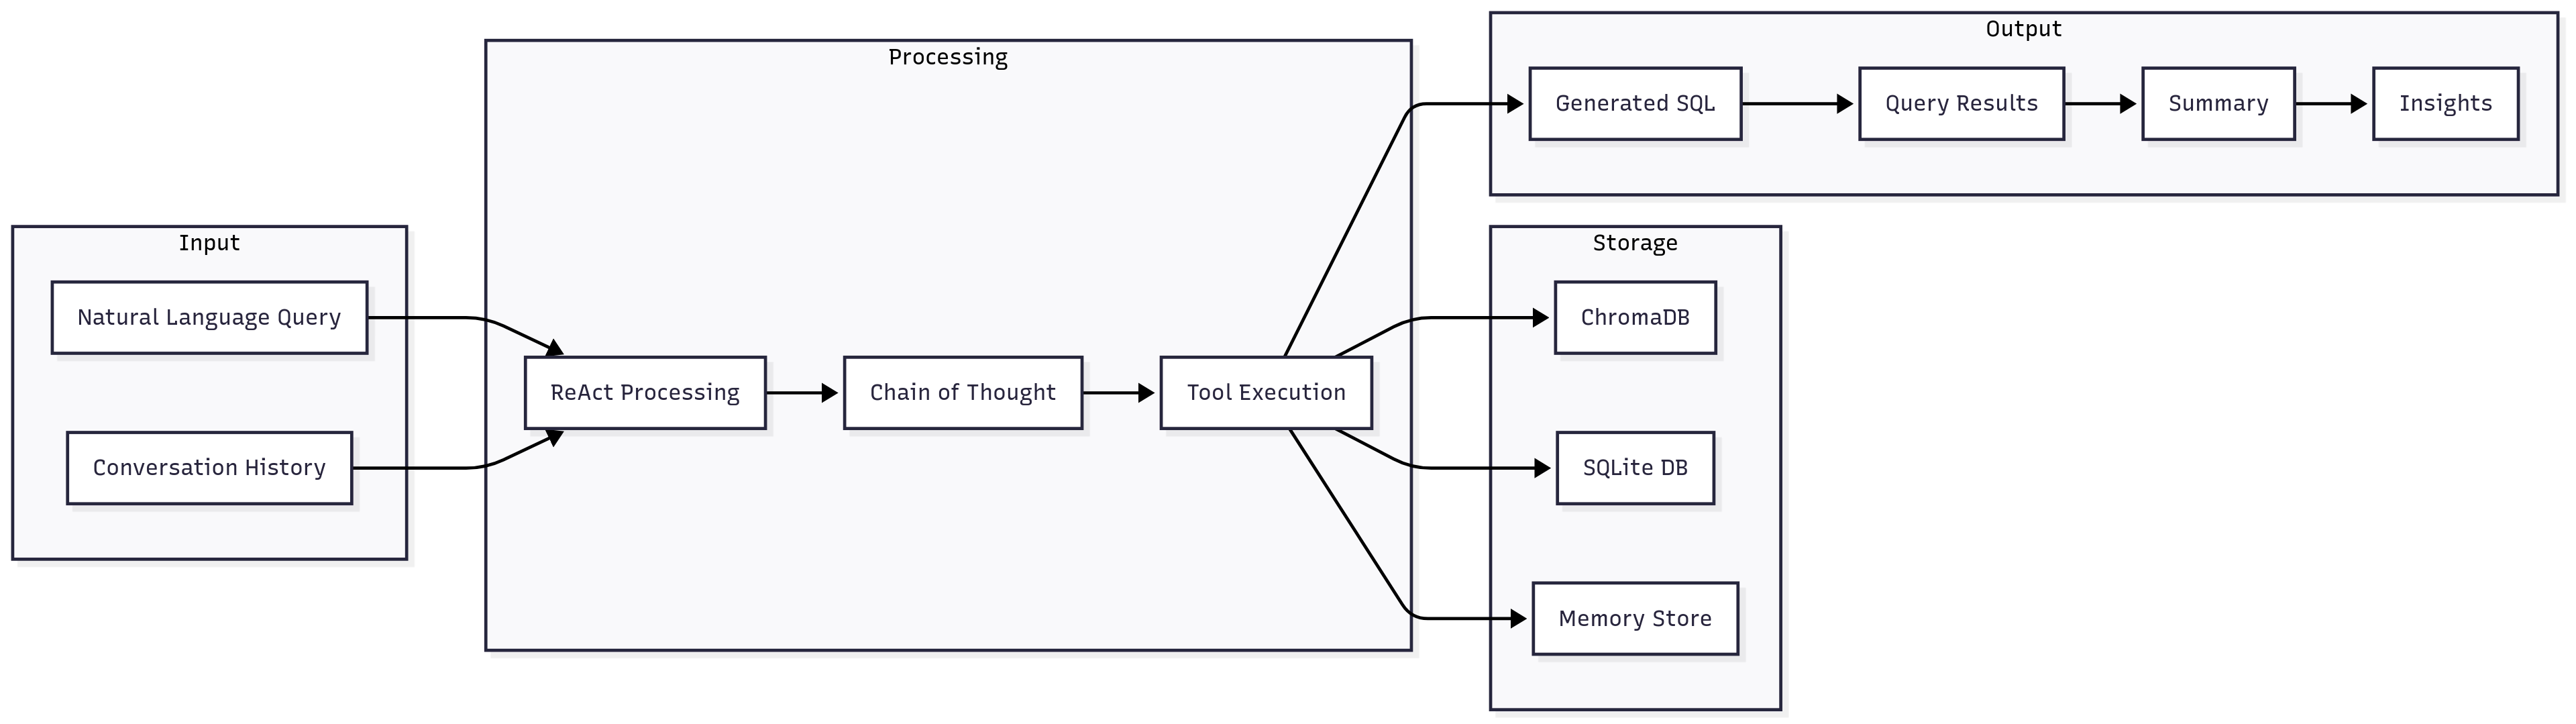 Input
Natural Language Query
Conversation History
Processing
ReAct Processing
Chain of Thought
Tool Execution
Output
Generated SQL
Query Results
Summary
Insights
Storage
ChromaDB
SQLite DB
Memory Store